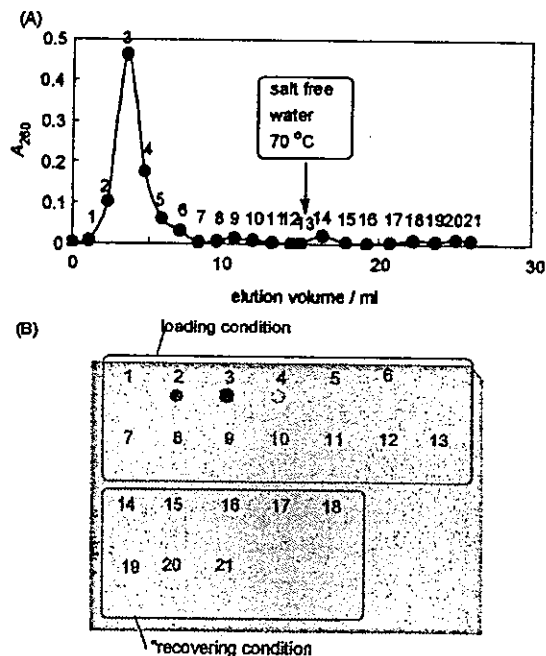 (A)
0.5
0.4
0.3
0.2
0.1
0
A260
3
2
4
1
5
6
7 8 9 10 11 12 13 14 15 16 17 18 19 20 21
salt free
water
70 °C
0 10 20 30
elution volume / ml
(B)
loading condition
1 2 3 4 5 6
7 8 9 10 11 12 13
14 15 16 17 18
19 20 21
recovering condition